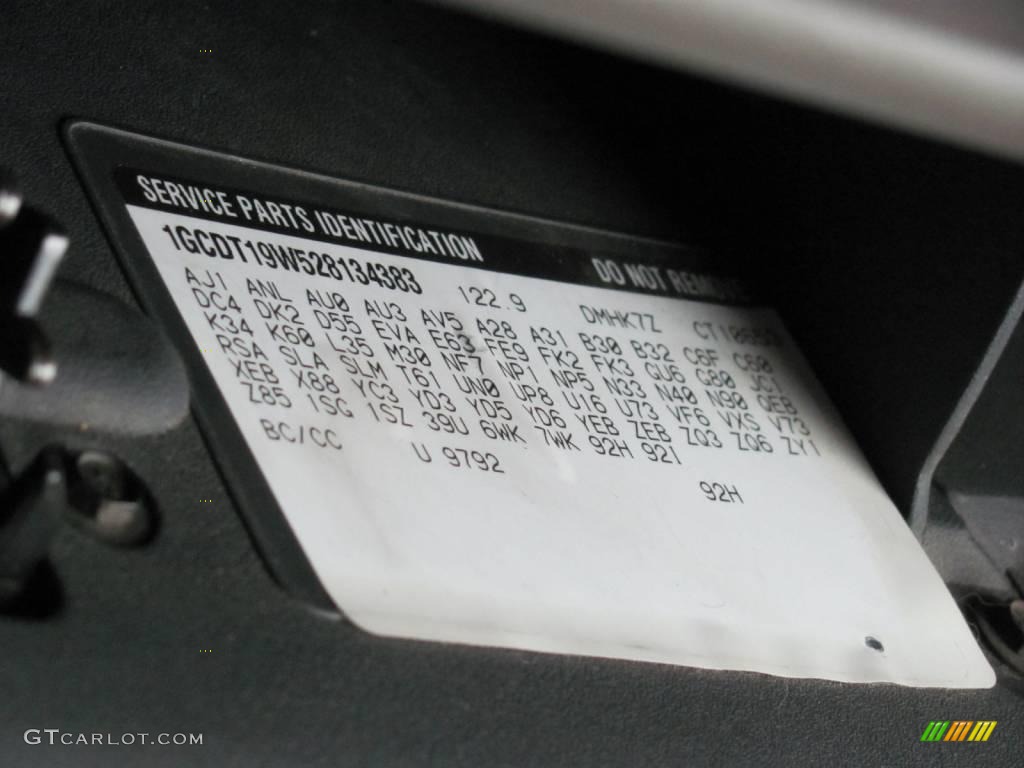 SERVICE PARTS IDENTIFICATION DO NOT REMOVE
1GCDT19W528134383 122.9 DMHK7Z
AJ1 ANL AU0 AU3 AV5 A28 A31 B30 B32 C6F C60
DC4 DK2 D55 EVA E63 FE9 FK2 FK3 GU6 G80 JC1
K34 K60 L35 M30 NF7 NP1 NP5 N33 N40 N90 QEB
RSA SLA SLM T61 UN0 UP8 U16 U73 VF6 VXS V73
XEB X88 YC3 YD3 YD5 YD6 YEB ZEB ZQ3 ZQ6 ZY1
Z85 1SG 1SZ 39U 6WK 7WK 92H 92I
BC/CC U 9792 92H
GTCARLOT.COM